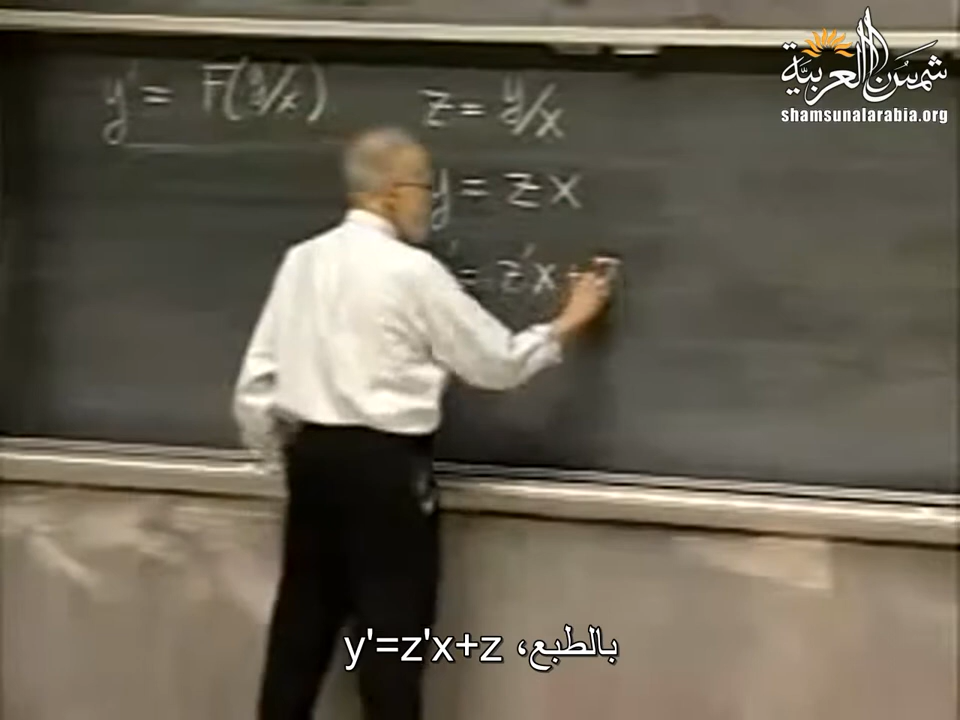 شمس العربية
shamsunalarabia.org
y' = F(y/x)
z = y/x
y = zx
' = z'x +
بالطبع، y'=z'x+z